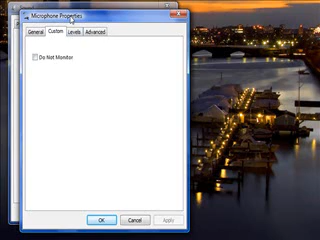 Microphone Properties
General Custom Levels Advanced
Do Not Monitor
OK Cancel Apply